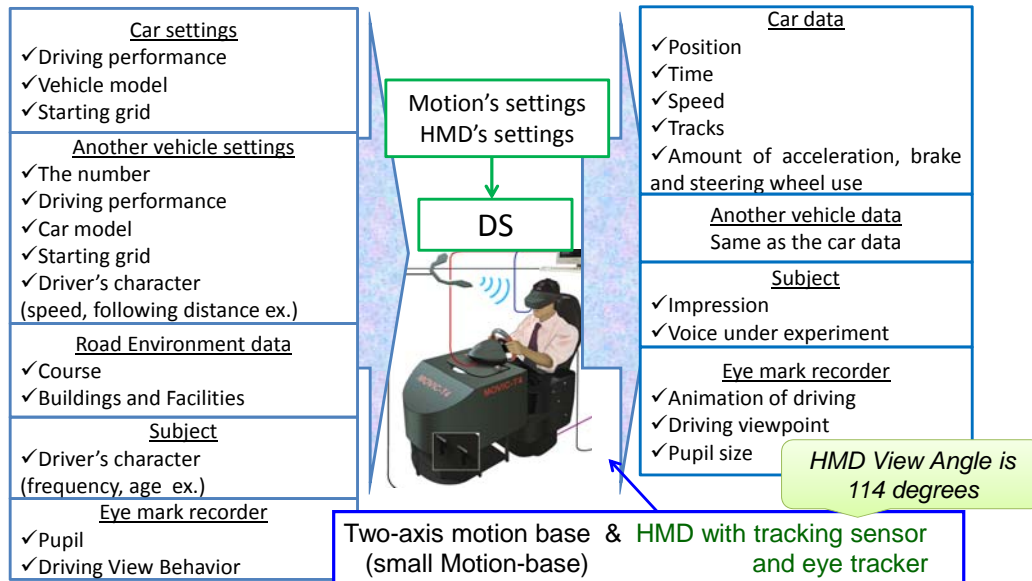 Car settings
✓Driving performance
✓Vehicle model
✓Starting grid
Another vehicle settings
✓The number
✓Driving performance
✓Car model
✓Starting grid
✓Driver's character
(speed, following distance ex.)
Road Environment data
✓Course
✓Buildings and Facilities
Subject
✓Driver's character
(frequency, age ex.)
Eye mark recorder
✓Pupil
✓Driving View Behavior
Motion's settings
HMD's settings
DS
MOVIC-T4
MOVIC-T4
Car data
✓Position
✓Time
✓Speed
✓Tracks
✓Amount of acceleration, brake
and steering wheel use
Another vehicle data
Same as the car data
Subject
✓Impression
✓Voice under experiment
Eye mark recorder
✓Animation of driving
✓Driving viewpoint
✓Pupil size
HMD View Angle is
114 degrees
Two-axis motion base & HMD with tracking sensor
(small Motion-base) and eye tracker